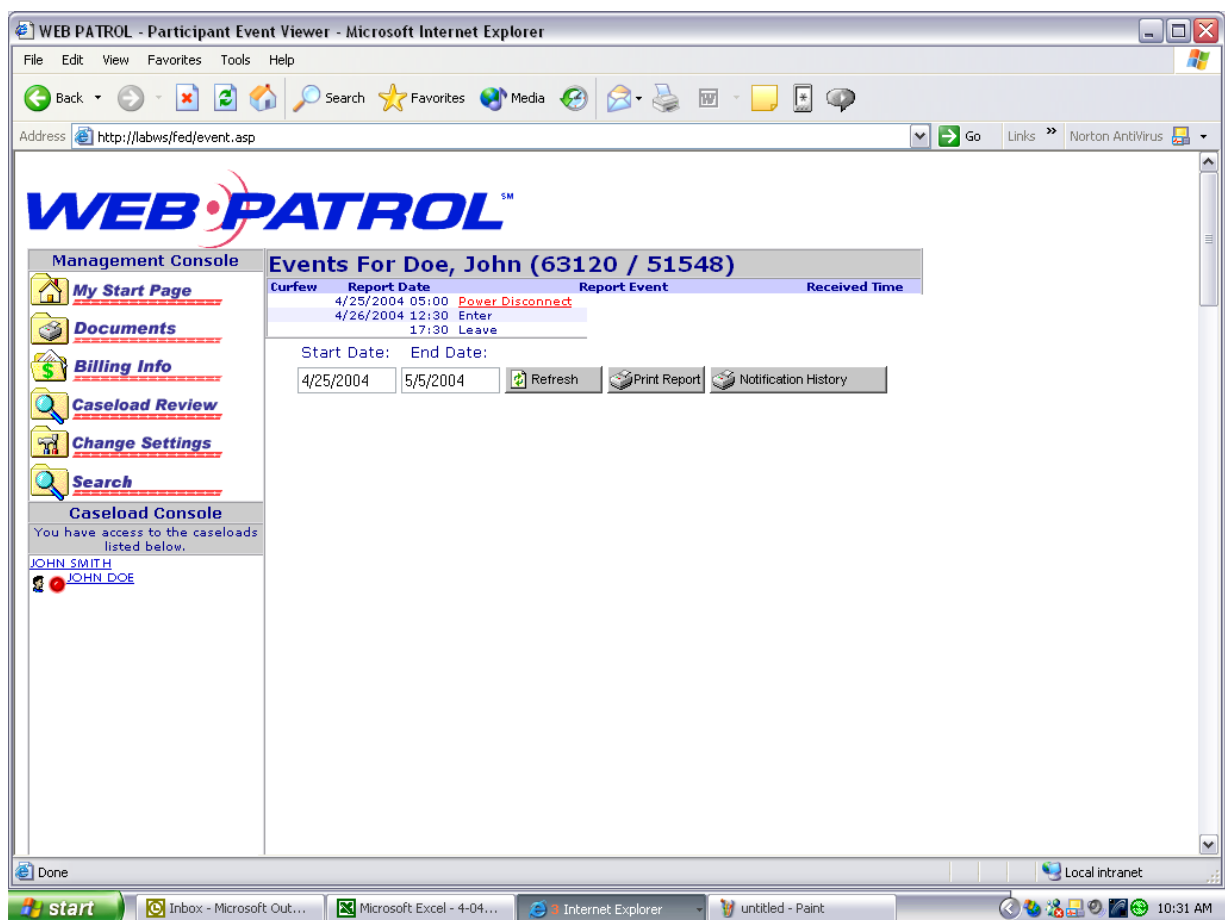 WEB PATROL - Participant Event Viewer - Microsoft Internet Explorer
File Edit View Favorites Tools Help
Back Search Favorites Media
Address http://labws/fed/event.asp Go Links » Norton AntiVirus
WEB PATROL SM
Management Console
My Start Page
Documents
Billing Info
Caseload Review
Change Settings
Search
Caseload Console
You have access to the caseloads
listed below.
JOHN SMITH
JOHN DOE
Events For Doe, John (63120 / 51548)
Curfew Report Date Report Event Received Time
4/25/2004 05:00 Power Disconnect
4/26/2004 12:30 Enter
17:30 Leave
Start Date: End Date:
4/25/2004 5/5/2004 Refresh Print Report Notification History
Done Local intranet
start Inbox - Microsoft Out... Microsoft Excel - 4-04... 3 Internet Explorer untitled - Paint 10:31 AM